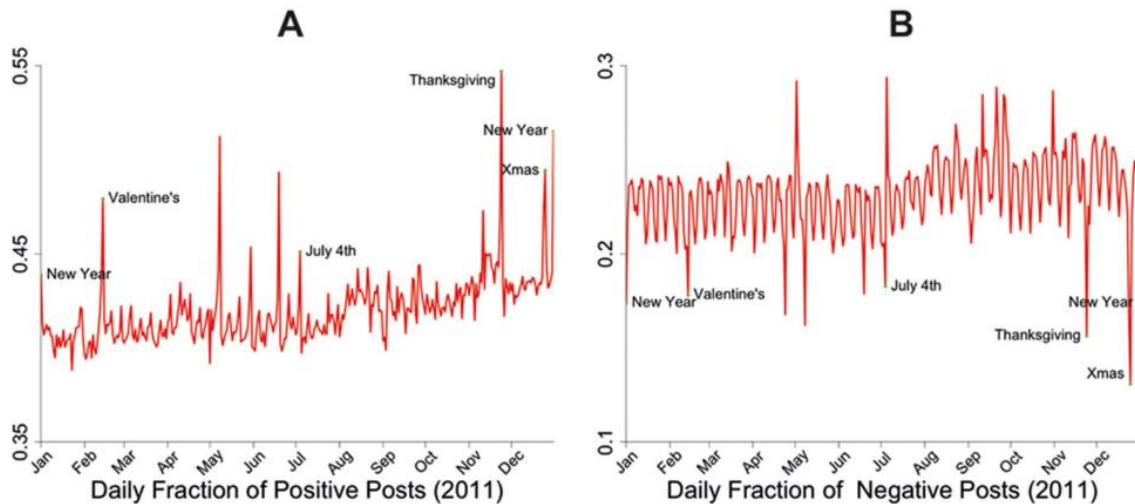 A
0.55
0.45
0.35
Thanksgiving
New Year
Xmas
Valentine's
July 4th
New Year
Jan
Feb
Mar
Apr
May
Jun
Jul
Aug
Sep
Oct
Nov
Dec
Daily Fraction of Positive Posts (2011)
B
0.3
0.2
0.1
New Year
Valentine's
July 4th
New Year
Thanksgiving
Xmas
Jan
Feb
Mar
Apr
May
Jun
Jul
Aug
Sep
Oct
Nov
Dec
Daily Fraction of Negative Posts (2011)